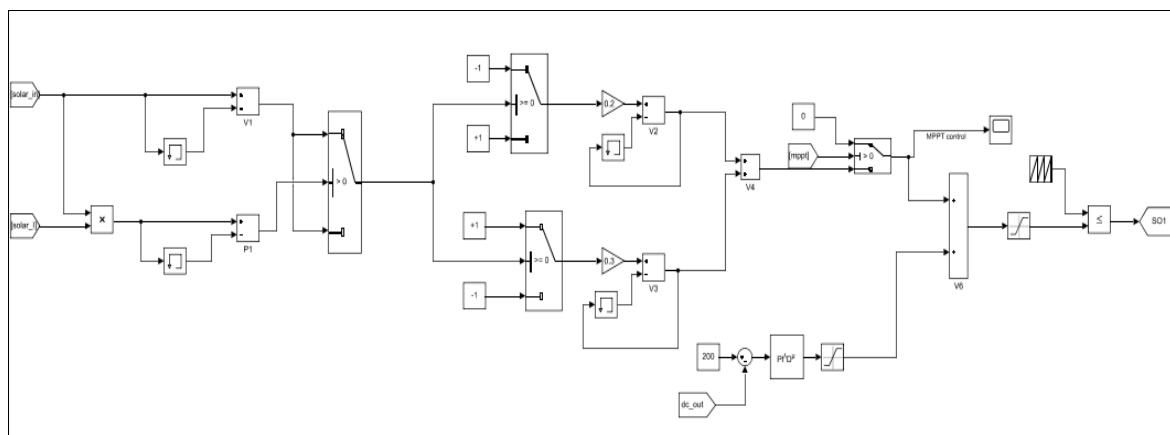 [solar_in]
V1
> 0
[solar_I]
×
P1
-1
>= 0
+1
0.2
V2
+1
>= 0
-1
0.3
V3
V4
0
[mppt]
> 0
MPPT control
V6
≤
SO1
200
PI^λD^μ
dc_out